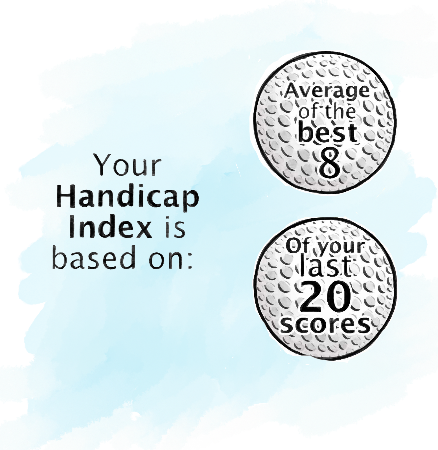 Your
Handicap
Index is
based on:
Average
of the
best
8
Of your
last
20
scores